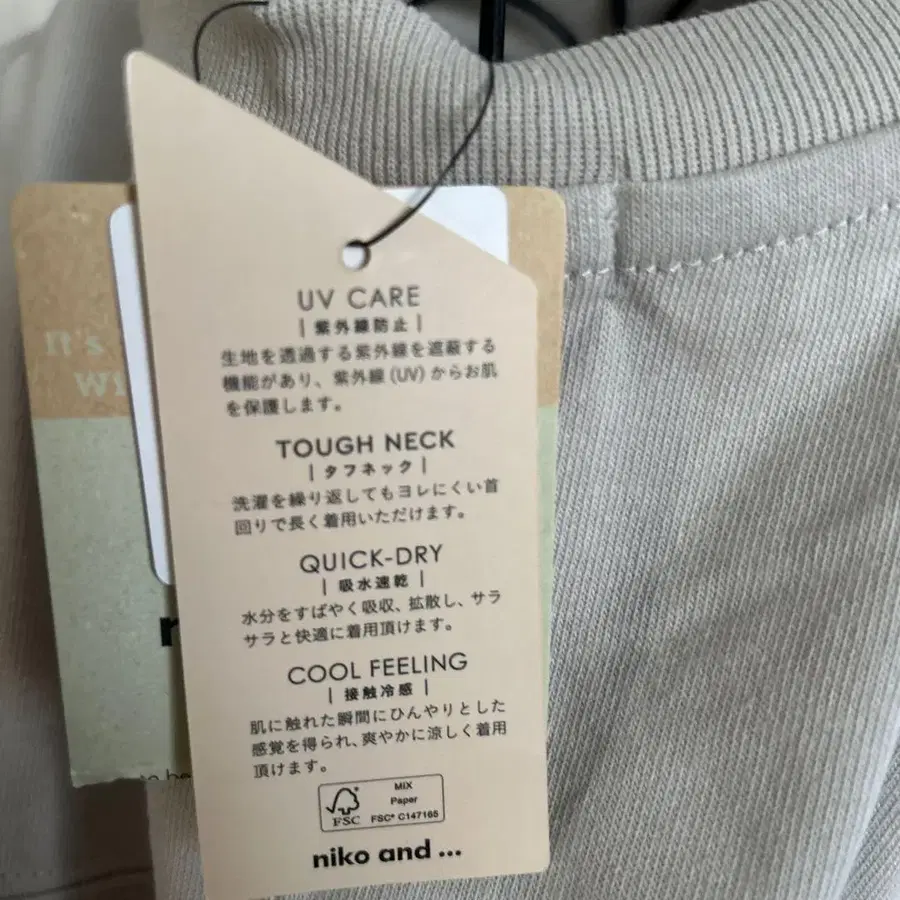 It's
UV CARE
| 紫外線防止 |
生地を透過する紫外線を遮蔽する
機能があり、紫外線(UV)からお肌
を保護します。
TOUGH NECK
| タフネック |
洗濯を繰り返してもヨレにくい首
回りで長く着用いただけます。
QUICK-DRY
| 吸水速乾 |
水分をすばやく吸収、拡散し、サラ
サラと快適に着用頂けます。
COOL FEELING
| 接触冷感 |
肌に触れた瞬間にひんやりとした
感覚を得られ、爽やかに涼しく着用
頂けます。
FSC
MIX
Paper
FSC® C147165
niko and ...